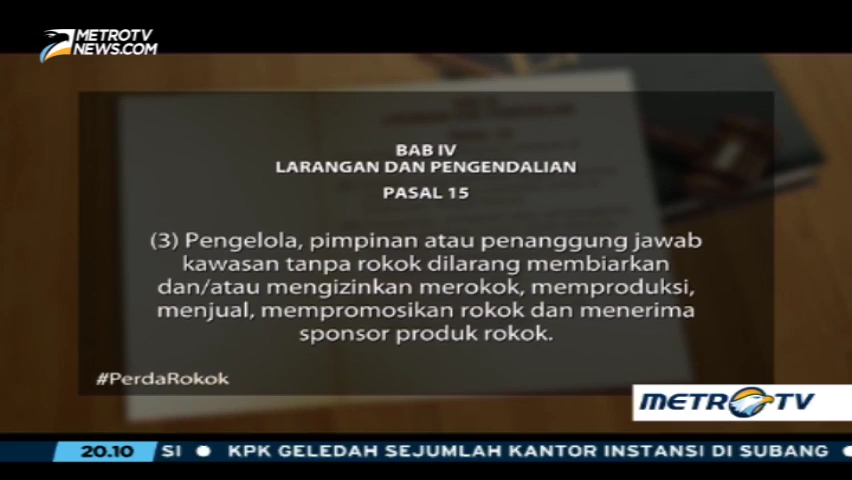 METROTV
NEWS.COM
BAB IV
LARANGAN DAN PENGENDALIAN
PASAL 15
(3) Pengelola, pimpinan atau penanggung jawab
kawasan tanpa rokok dilarang membiarkan
dan/atau mengizinkan merokok, memproduksi,
menjual, mempromosikan rokok dan menerima
sponsor produk rokok.
#PerdaRokok
METRO TV
20.10 SI ● KPK GELEDAH SEJUMLAH KANTOR INSTANSI DI SUBANG ●